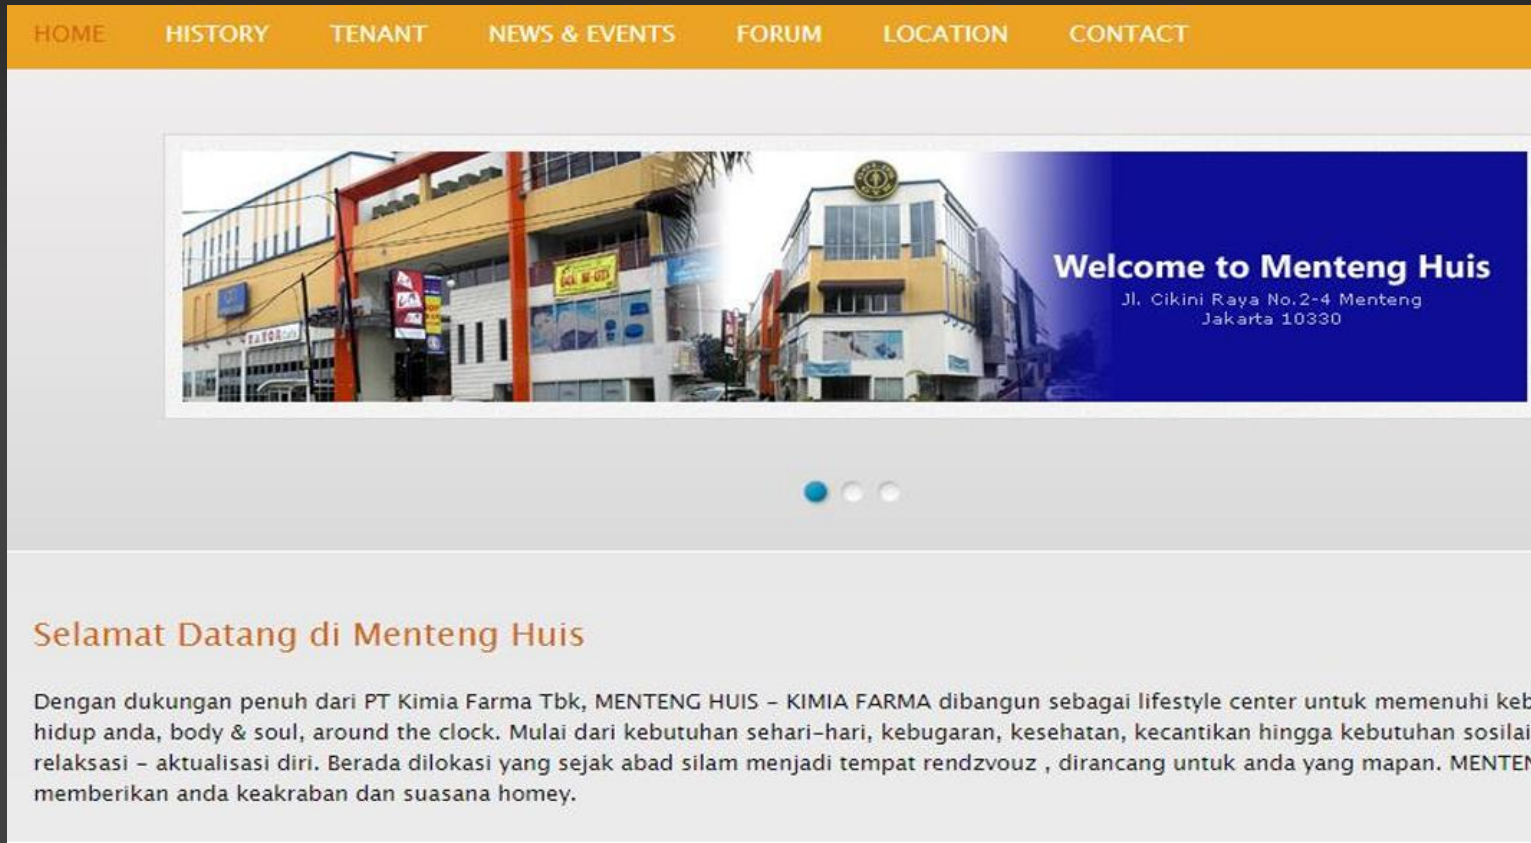 HOME HISTORY TENANT NEWS & EVENTS FORUM LOCATION CONTACT
Welcome to Menteng Huis
Jl. Cikini Raya No.2-4 Menteng
Jakarta 10330
Selamat Datang di Menteng Huis
Dengan dukungan penuh dari PT Kimia Farma Tbk, MENTENG HUIS – KIMIA FARMA dibangun sebagai lifestyle center untuk memenuhi keb
hidup anda, body & soul, around the clock. Mulai dari kebutuhan sehari-hari, kebugaran, kesehatan, kecantikan hingga kebutuhan sosilai
relaksasi – aktualisasi diri. Berada dilokasi yang sejak abad silam menjadi tempat rendzvouz , dirancang untuk anda yang mapan. MENTEN
memberikan anda keakraban dan suasana homey.